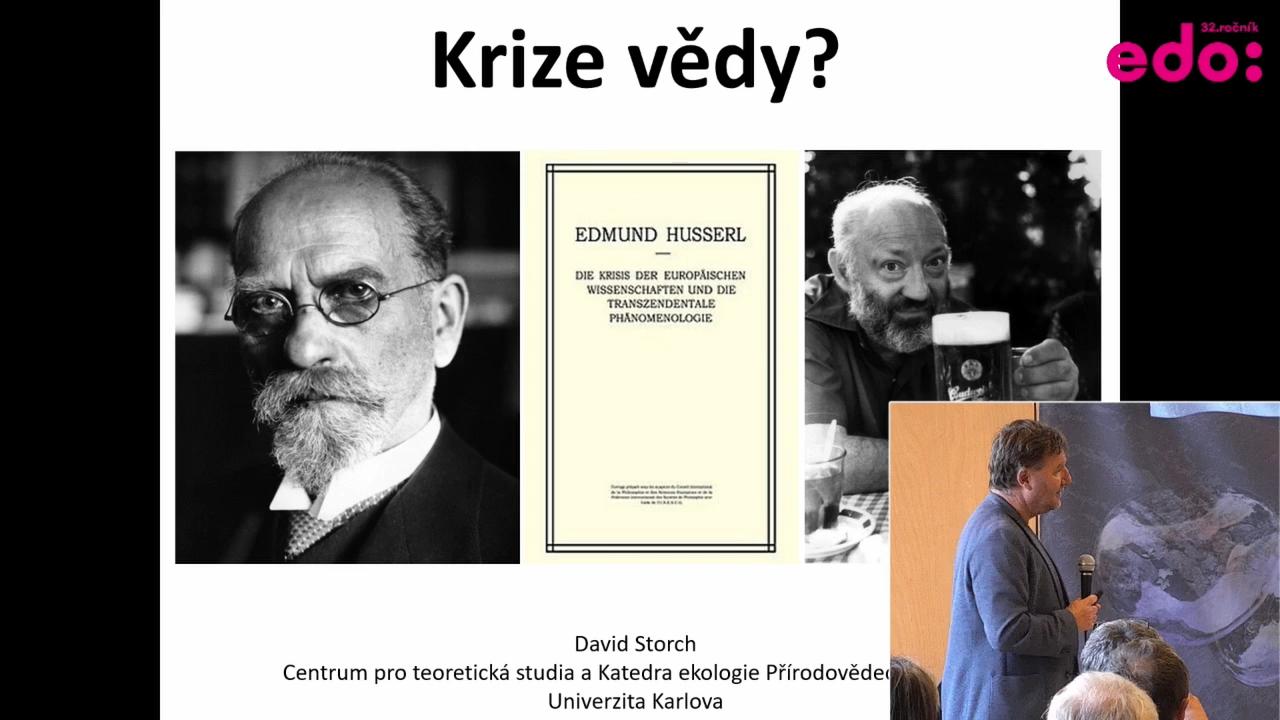 Krize vědy?
32.ročník
edo:
EDMUND HUSSERL
DIE KRISIS DER EUROPÄISCHEN
WISSENSCHAFTEN UND DIE
TRANSZENDENTALE
PHÄNOMENOLOGIE
David Storch
Centrum pro teoretická studia a Katedra ekologie Přírodověde
Univerzita Karlova